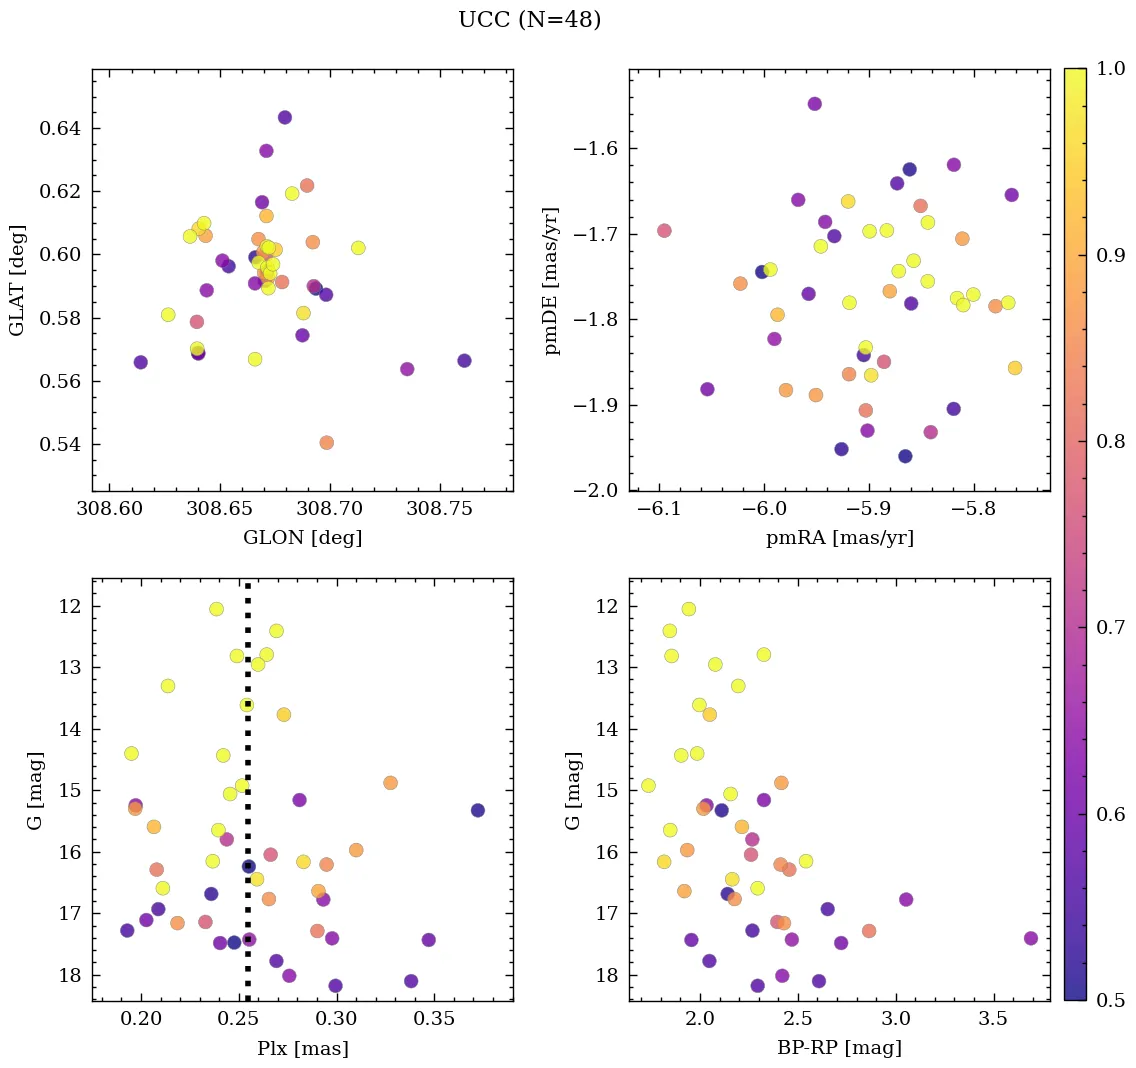 UCC (N=48)
0.64
0.62
0.60
0.58
0.56
0.54
GLAT [deg]
308.60 308.65 308.70 308.75
GLON [deg]
−1.6
−1.7
−1.8
−1.9
−2.0
pmDE [mas/yr]
−6.1 −6.0 −5.9 −5.8
pmRA [mas/yr]
12
13
14
15
16
17
18
G [mag]
0.20 0.25 0.30 0.35
Plx [mas]
12
13
14
15
16
17
18
G [mag]
2.0 2.5 3.0 3.5
BP-RP [mag]
1.0
0.9
0.8
0.7
0.6
0.5